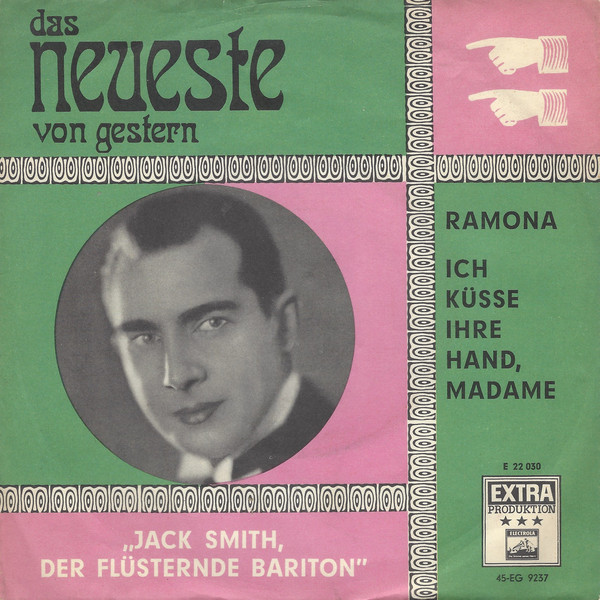 das
neueste
von gestern
RAMONA
ICH
KÜSSE
IHRE
HAND,
MADAME
E 22 030
EXTRA
PRODUKTION
ELECTROLA
45-EG 9237
„JACK SMITH,
DER FLÜSTERNDE BARITON"